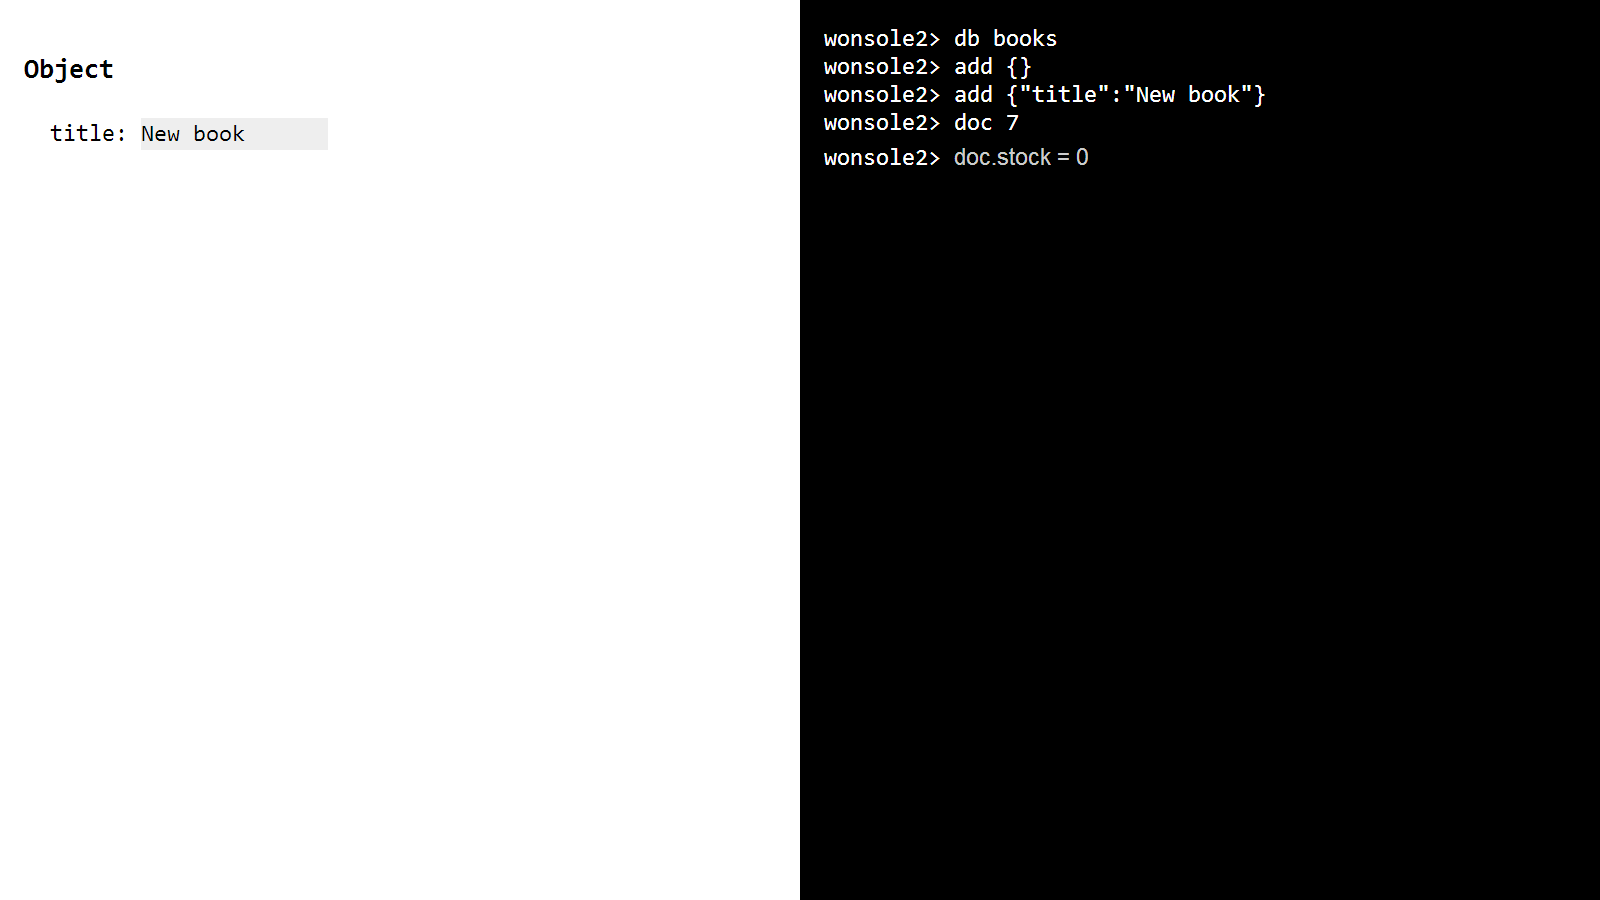 Object
title: New book
wonsole2> db books
wonsole2> add {}
wonsole2> add {"title":"New book"}
wonsole2> doc 7
wonsole2> doc.stock = 0